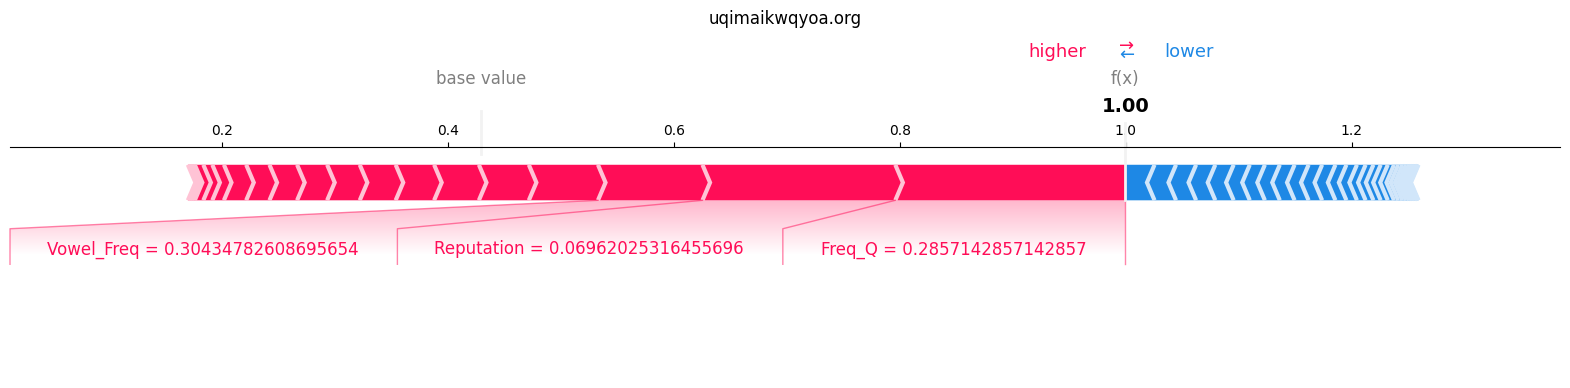 uqimaikwqyoa.org
higher ⇄ lower
base value f(x)
1.00
0.2 0.4 0.6 0.8 1 0 1.2
Vowel_Freq = 0.30434782608695654 Reputation = 0.06962025316455696 Freq_Q = 0.2857142857142857